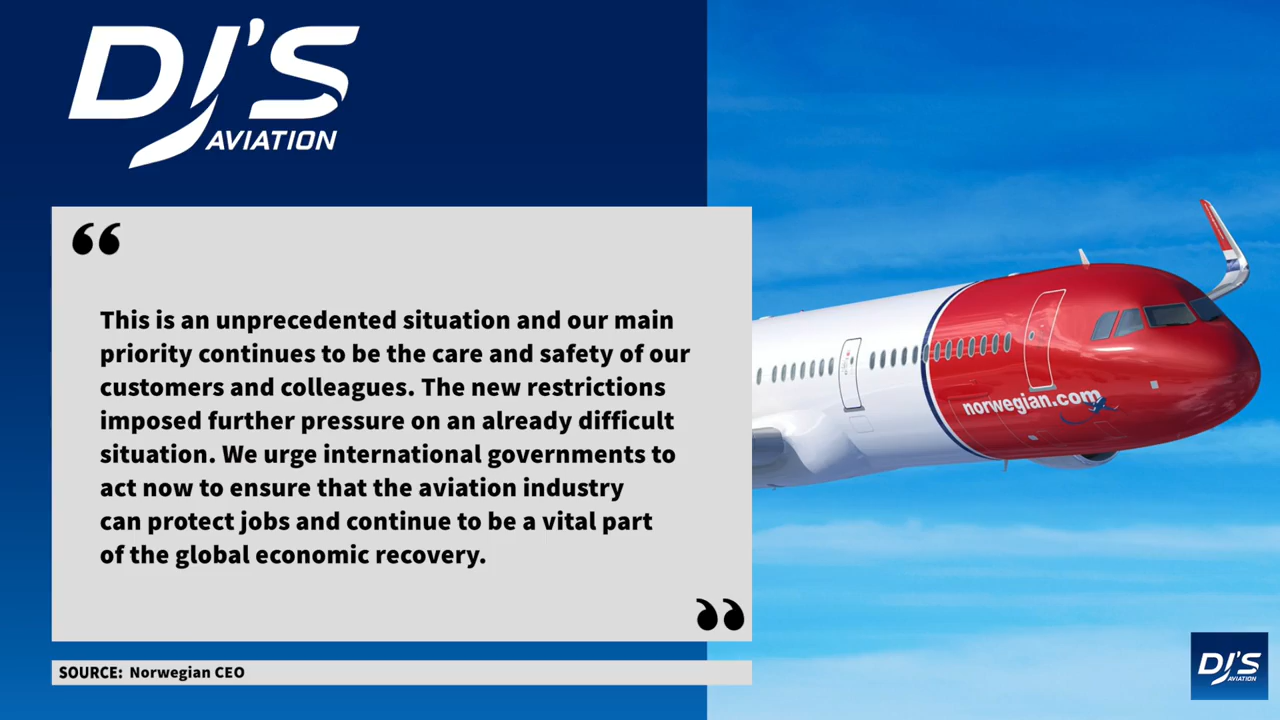 DJ'S
AVIATION
“
This is an unprecedented situation and our main
priority continues to be the care and safety of our
customers and colleagues. The new restrictions
imposed further pressure on an already difficult
situation. We urge international governments to
act now to ensure that the aviation industry
can protect jobs and continue to be a vital part
of the global economic recovery.
”
SOURCE: Norwegian CEO
norwegian.com
DJ'S
AVIATION